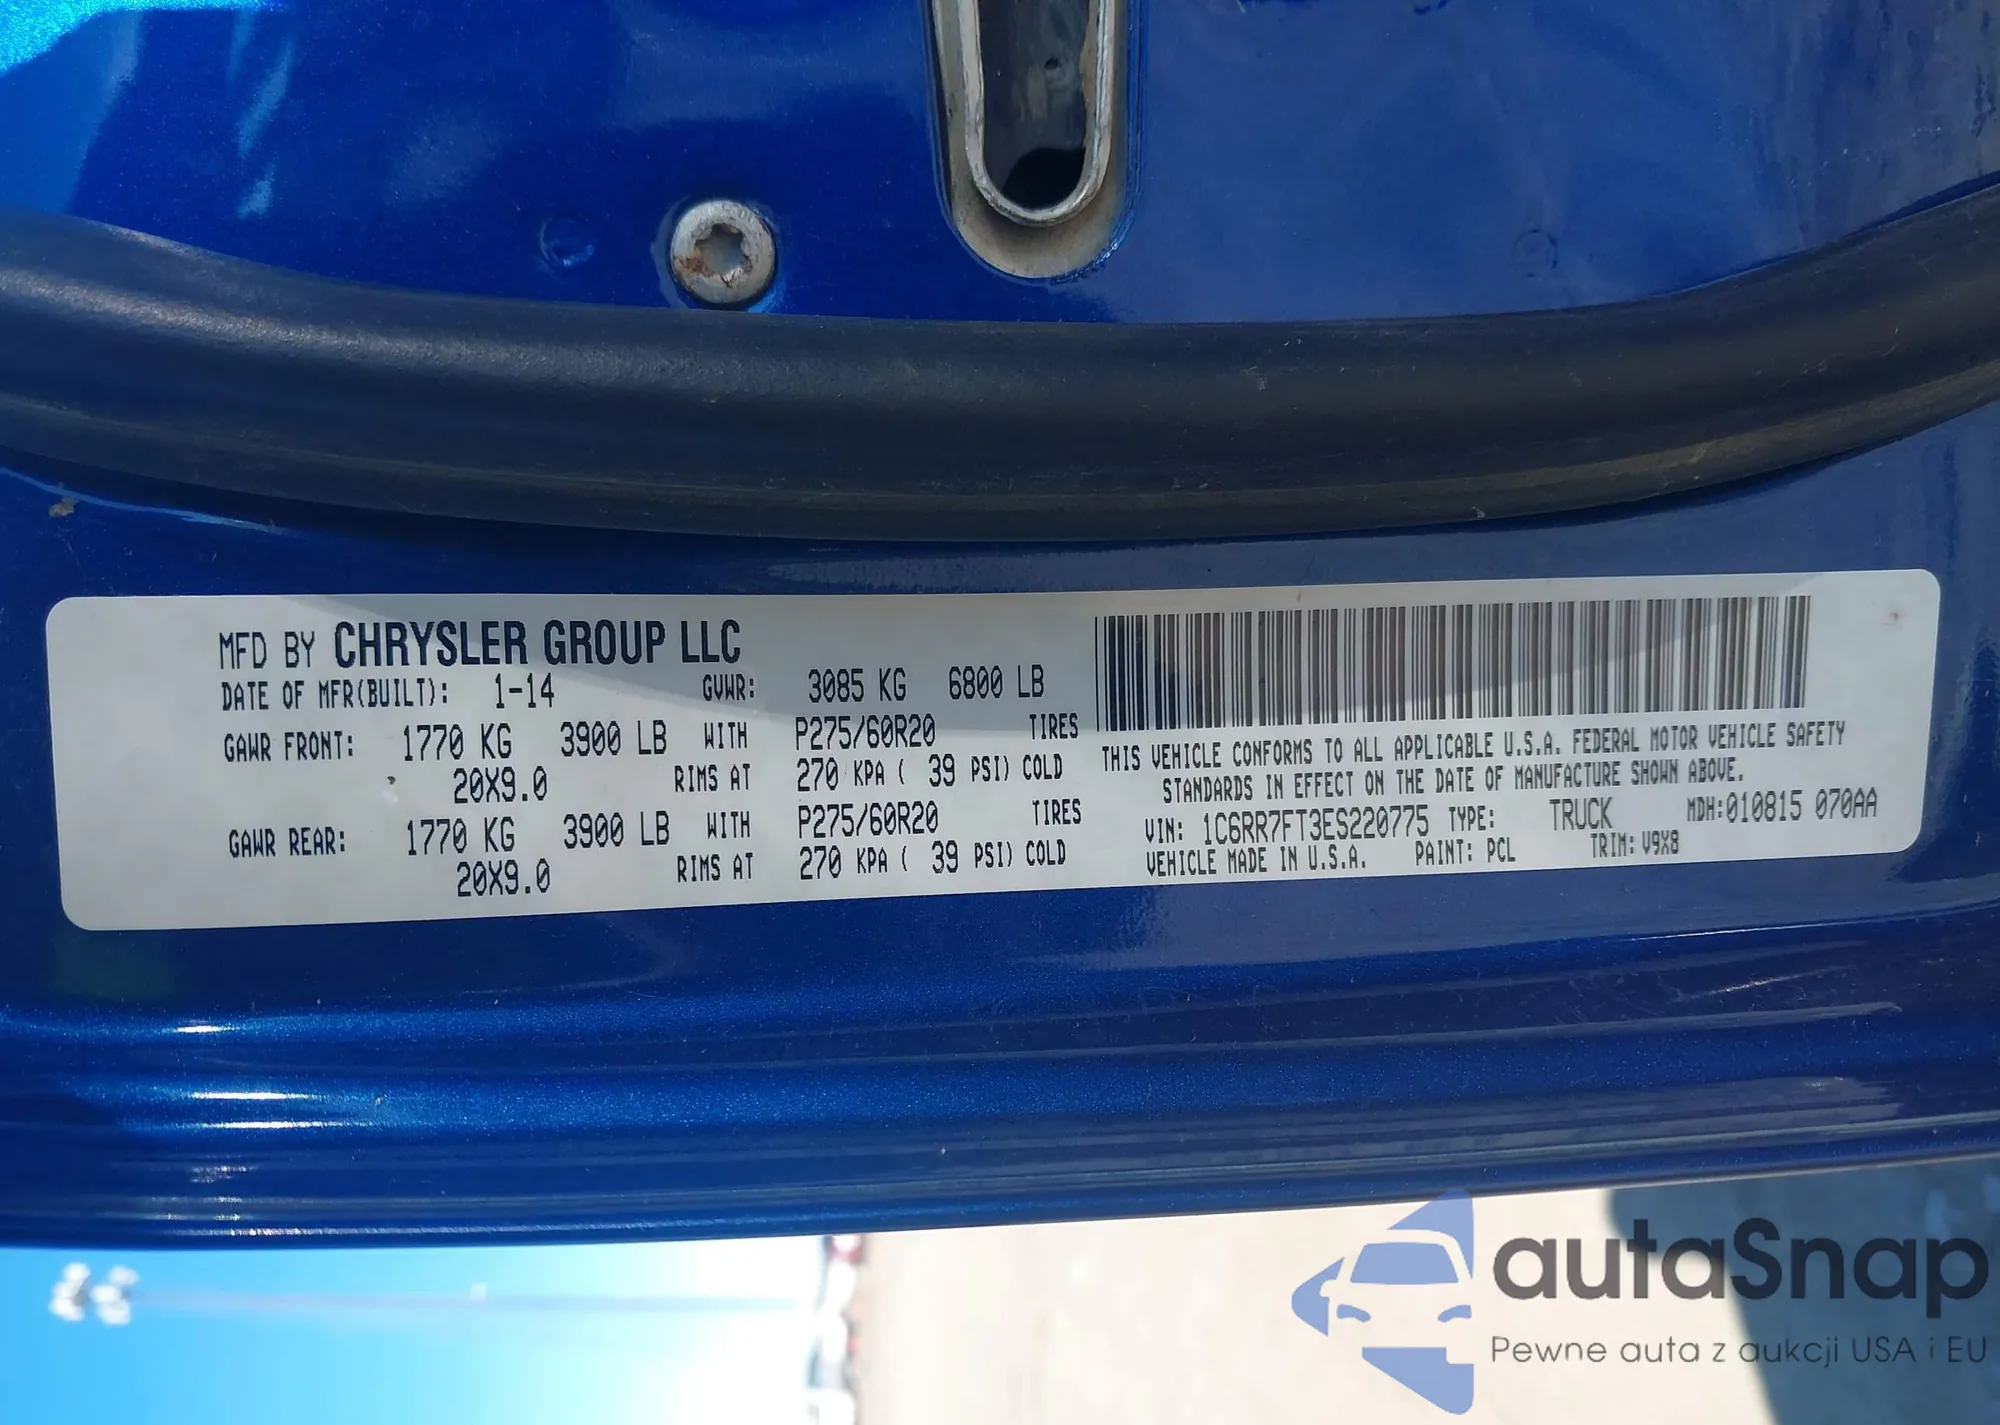 MFD BY CHRYSLER GROUP LLC
DATE OF MFR(BUILT): 1-14 GVWR: 3085 KG 6800 LB
GAWR FRONT: 1770 KG 3900 LB WITH P275/60R20 TIRES
20X9.0 RIMS AT 270 KPA ( 39 PSI) COLD
GAWR REAR: 1770 KG 3900 LB WITH P275/60R20 TIRES
20X9.0 RIMS AT 270 KPA ( 39 PSI) COLD
THIS VEHICLE CONFORMS TO ALL APPLICABLE U.S.A. FEDERAL MOTOR VEHICLE SAFETY
STANDARDS IN EFFECT ON THE DATE OF MANUFACTURE SHOWN ABOVE.
VIN: 1C6RR7FT3ES220775 TYPE: TRUCK MDH:010815 070AA
VEHICLE MADE IN U.S.A. PAINT: PCL TRIM: V9X8
autaSnap
Pewne auta z aukcji USA i EU